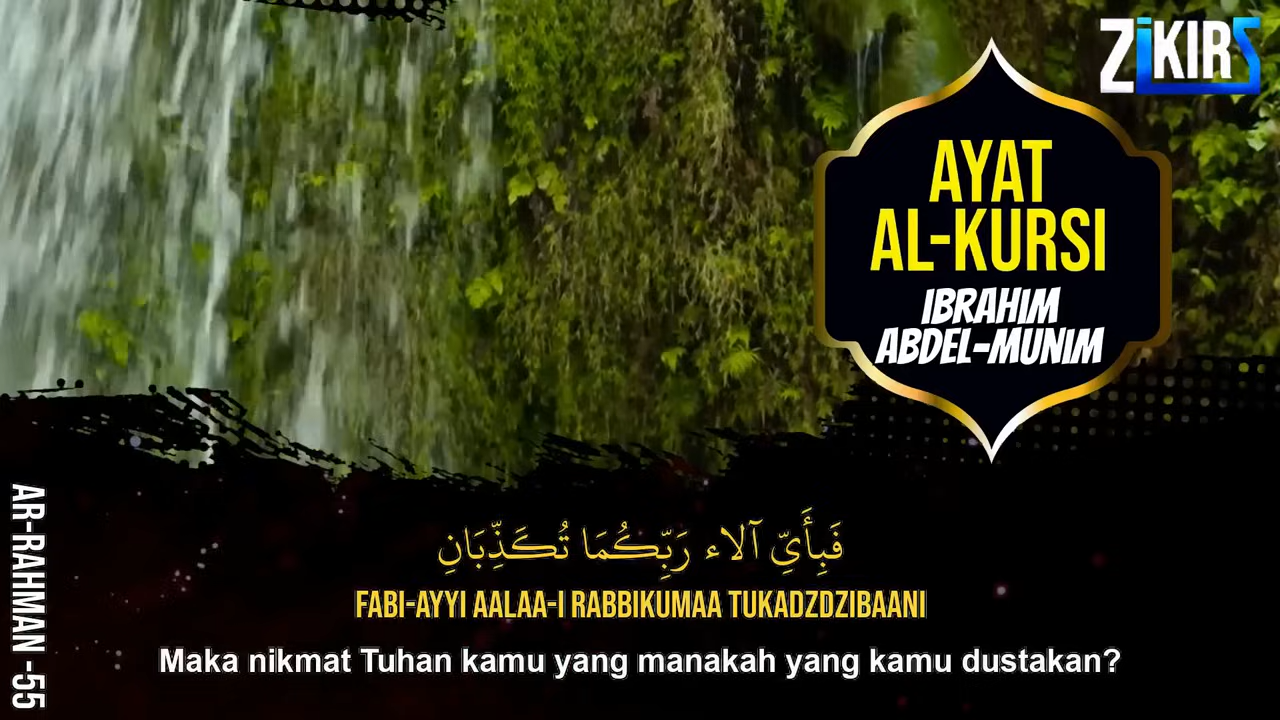 ZiKIRS
AYAT
AL-KURSI
IBRAHIM
ABDEL-MUNIM
فَبِأَيِّ آلاء رَبِّكُمَا تُكَذِّبَانِ
FABI-AYYI AALAA-I RABBIKUMAA TUKADZDZIBAANI
Maka nikmat Tuhan kamu yang manakah yang kamu dustakan?
AR-RAHMAN -55